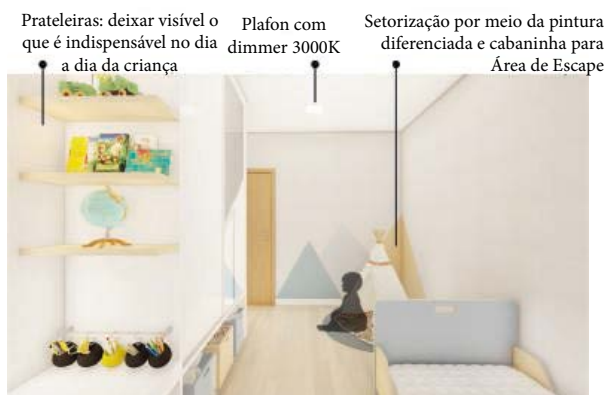 Prateleiras: deixar visível o
que é indispensável no dia
a dia da criança
Plafon com
dimmer 3000K
Setorização por meio da pintura
diferenciada e cabaninha para
Área de Escape